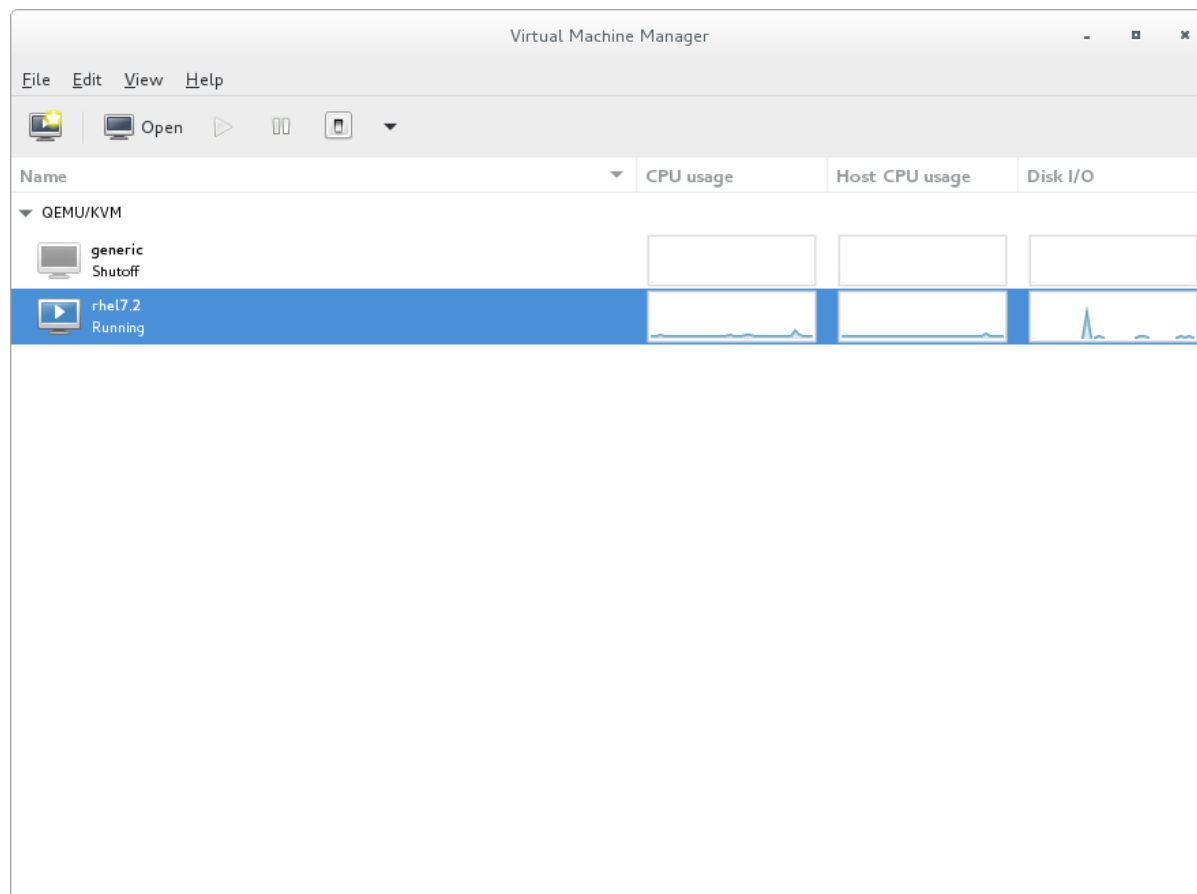 Virtual Machine Manager
File Edit View Help
Open
Name CPU usage Host CPU usage Disk I/O
QEMU/KVM
generic
Shutoff
rhel7.2
Running